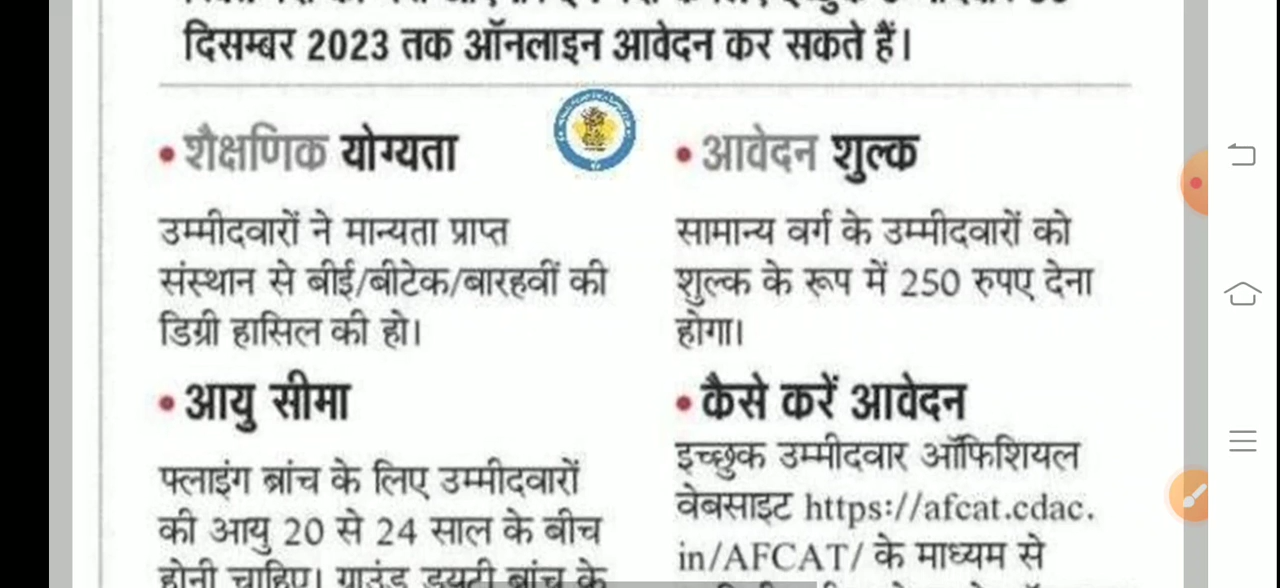 दिसम्बर 2023 तक ऑनलाइन आवेदन कर सकते हैं।
• शैक्षणिक योग्यता
उम्मीदवारों ने मान्यता प्राप्त
संस्थान से बीई/बीटेक/बारहवीं की
डिग्री हासिल की हो।
• आयु सीमा
फ्लाइंग ब्रांच के लिए उम्मीदवारों
की आयु 20 से 24 साल के बीच
होनी चाहिए। ग्राउंड ड्यूटी ब्रांच के
• आवेदन शुल्क
सामान्य वर्ग के उम्मीदवारों को
शुल्क के रूप में 250 रुपए देना
होगा।
• कैसे करें आवेदन
इच्छुक उम्मीदवार ऑफिशियल
वेबसाइट https://afcat.cdac.
in/AFCAT/ के माध्यम से